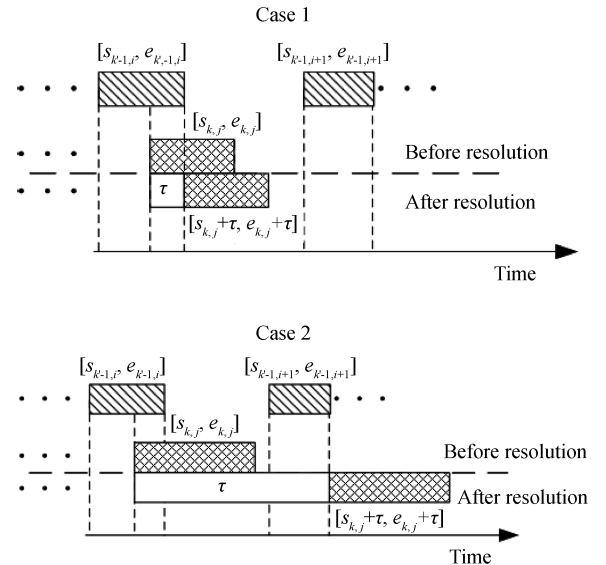 Case 1
[s_{k-1,i}, e_{k,-1,i}] [s_{k-1,i+1}, e_{k-1,i+1}]
. . . . . .
[s_{k,j}, e_{k,j}]
. . . Before resolution
. . . τ After resolution
[s_{k,j}+τ, e_{k,j}+τ]
Time
Case 2
[s_{k-1,i}, e_{k-1,i}] [s_{k-1,i+1}, e_{k-1,i+1}]
. . . . . .
[s_{k,j}, e_{k,j}]
. . . Before resolution
. . . τ After resolution
[s_{k,j}+τ, e_{k,j}+τ]
Time